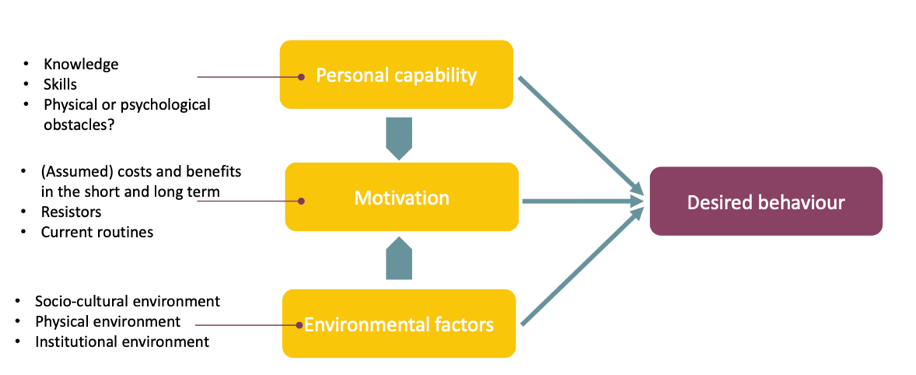 • Knowledge
• Skills
• Physical or psychological
obstacles?
Personal capability
• (Assumed) costs and benefits
in the short and long term
• Resistors
• Current routines
Motivation
Desired behaviour
• Socio-cultural environment
• Physical environment
• Institutional environment
Environmental factors